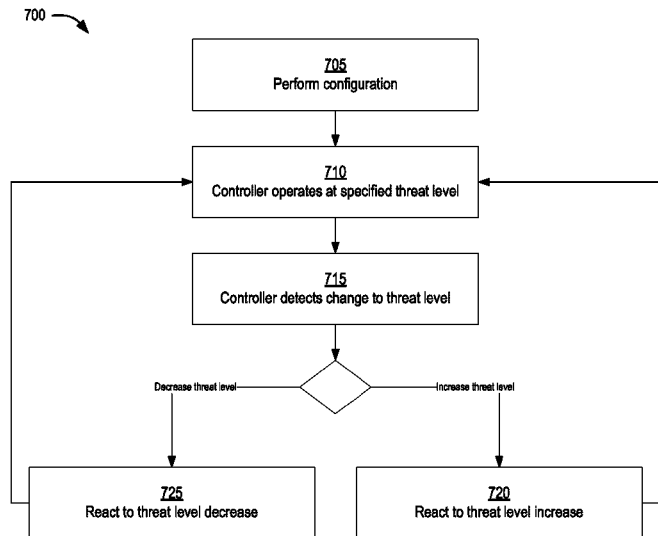 700
705
Perform configuration
710
Controller operates at specified threat level
715
Controller detects change to threat level
Decrease threat level
Increase threat level
725
React to threat level decrease
720
React to threat level increase